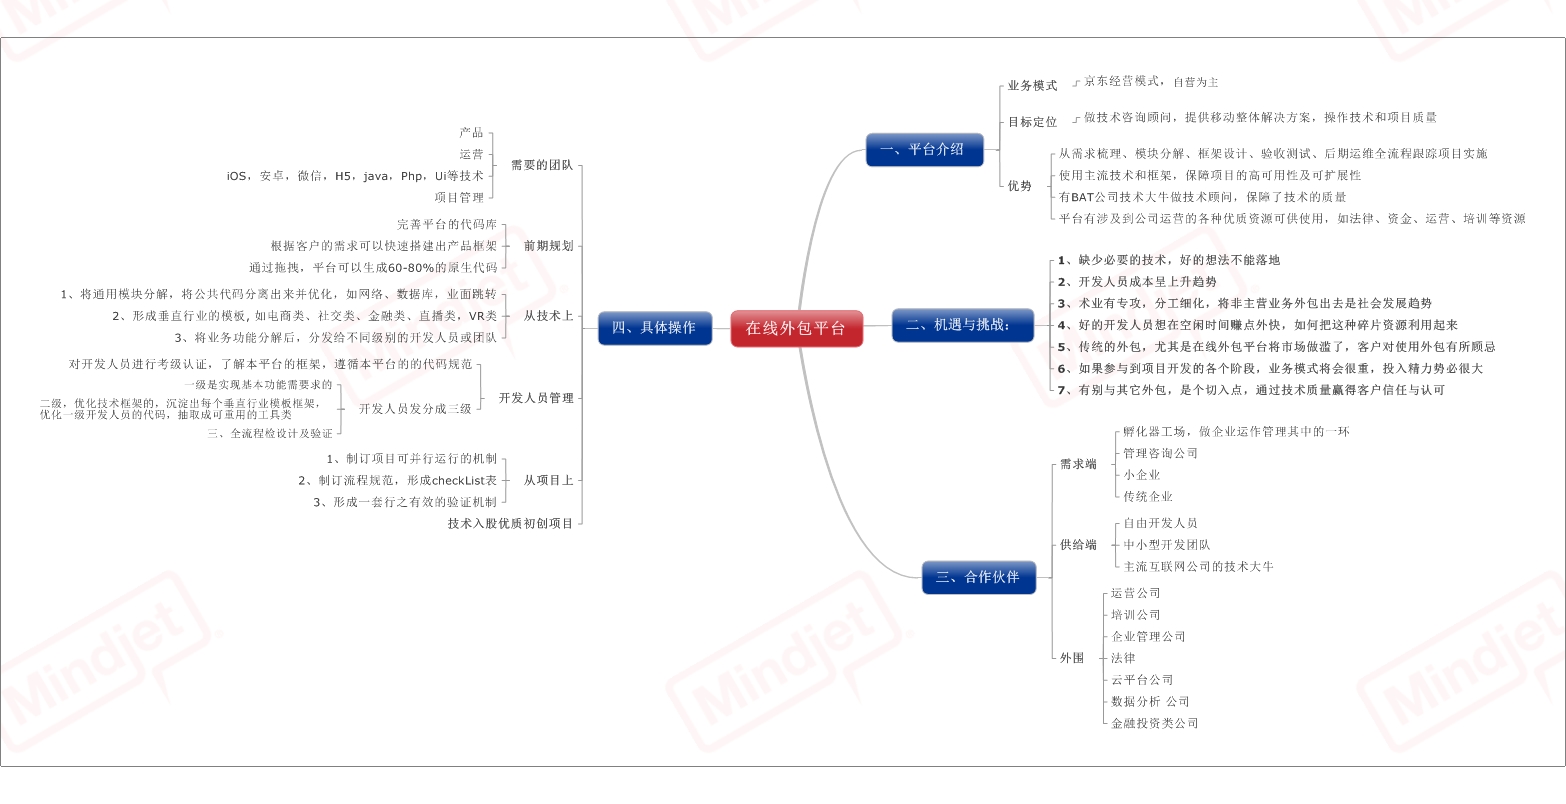 在线外包平台
一、平台介绍
业务模式
京东经营模式，自营为主
目标定位
做技术咨询顾问，提供移动整体解决方案，操作技术和项目质量
优势
从需求梳理、模块分解、框架设计、验收测试、后期运维全流程跟踪项目实施
使用主流技术和框架，保障项目的高可用性及可扩展性
有BAT公司技术大牛做技术顾问，保障了技术的质量
平台有涉及到公司运营的各种优质资源可供使用，如法律、资金、运营、培训等资源
二、机遇与挑战：
1、缺少必要的技术，好的想法不能落地
2、开发人员成本呈上升趋势
3、术业有专攻，分工细化，将非主营业务外包出去是社会发展趋势
4、好的开发人员想在空闲时间赚点外快，如何把这种碎片资源利用起来
5、传统的外包，尤其是在线外包平台将市场做滥了，客户对使用外包有所顾忌
6、如果参与到项目开发的各个阶段，业务模式将会很重，投入精力势必很大
7、有别与其它外包，是个切入点，通过技术质量赢得客户信任与认可
三、合作伙伴
需求端
孵化器工场，做企业运作管理其中的一环
管理咨询公司
小企业
传统企业
供给端
自由开发人员
中小型开发团队
主流互联网公司的技术大牛
外围
运营公司
培训公司
企业管理公司
法律
云平台公司
数据分析 公司
金融投资类公司
四、具体操作
需要的团队
产品
运营
iOS，安卓，微信，H5，java，Php，Ui等技术
项目管理
前期规划
完善平台的代码库
根据客户的需求可以快速搭建出产品框架
通过拖拽，平台可以生成60-80%的原生代码
从技术上
1、将通用模块分解，将公共代码分离出来并优化，如网络、数据库，业面跳转
2、形成垂直行业的模板, 如电商类、社交类、金融类、直播类，VR类
3、将业务功能分解后，分发给不同级别的开发人员或团队
开发人员管理
对开发人员进行考级认证，了解本平台的框架，遵循本平台的的代码规范
开发人员发分成三级
一级是实现基本功能需要求的
二级，优化技术框架的，沉淀出每个垂直行业模板框架，
优化一级开发人员的代码，抽取成可重用的工具类
三、全流程检设计及验证
从项目上
1、制订项目可并行运行的机制
2、制订流程规范，形成checkList表
3、形成一套行之有效的验证机制
技术入股优质初创项目
Mindjet
Mindjet
Mindjet
Mindjet
Mindjet